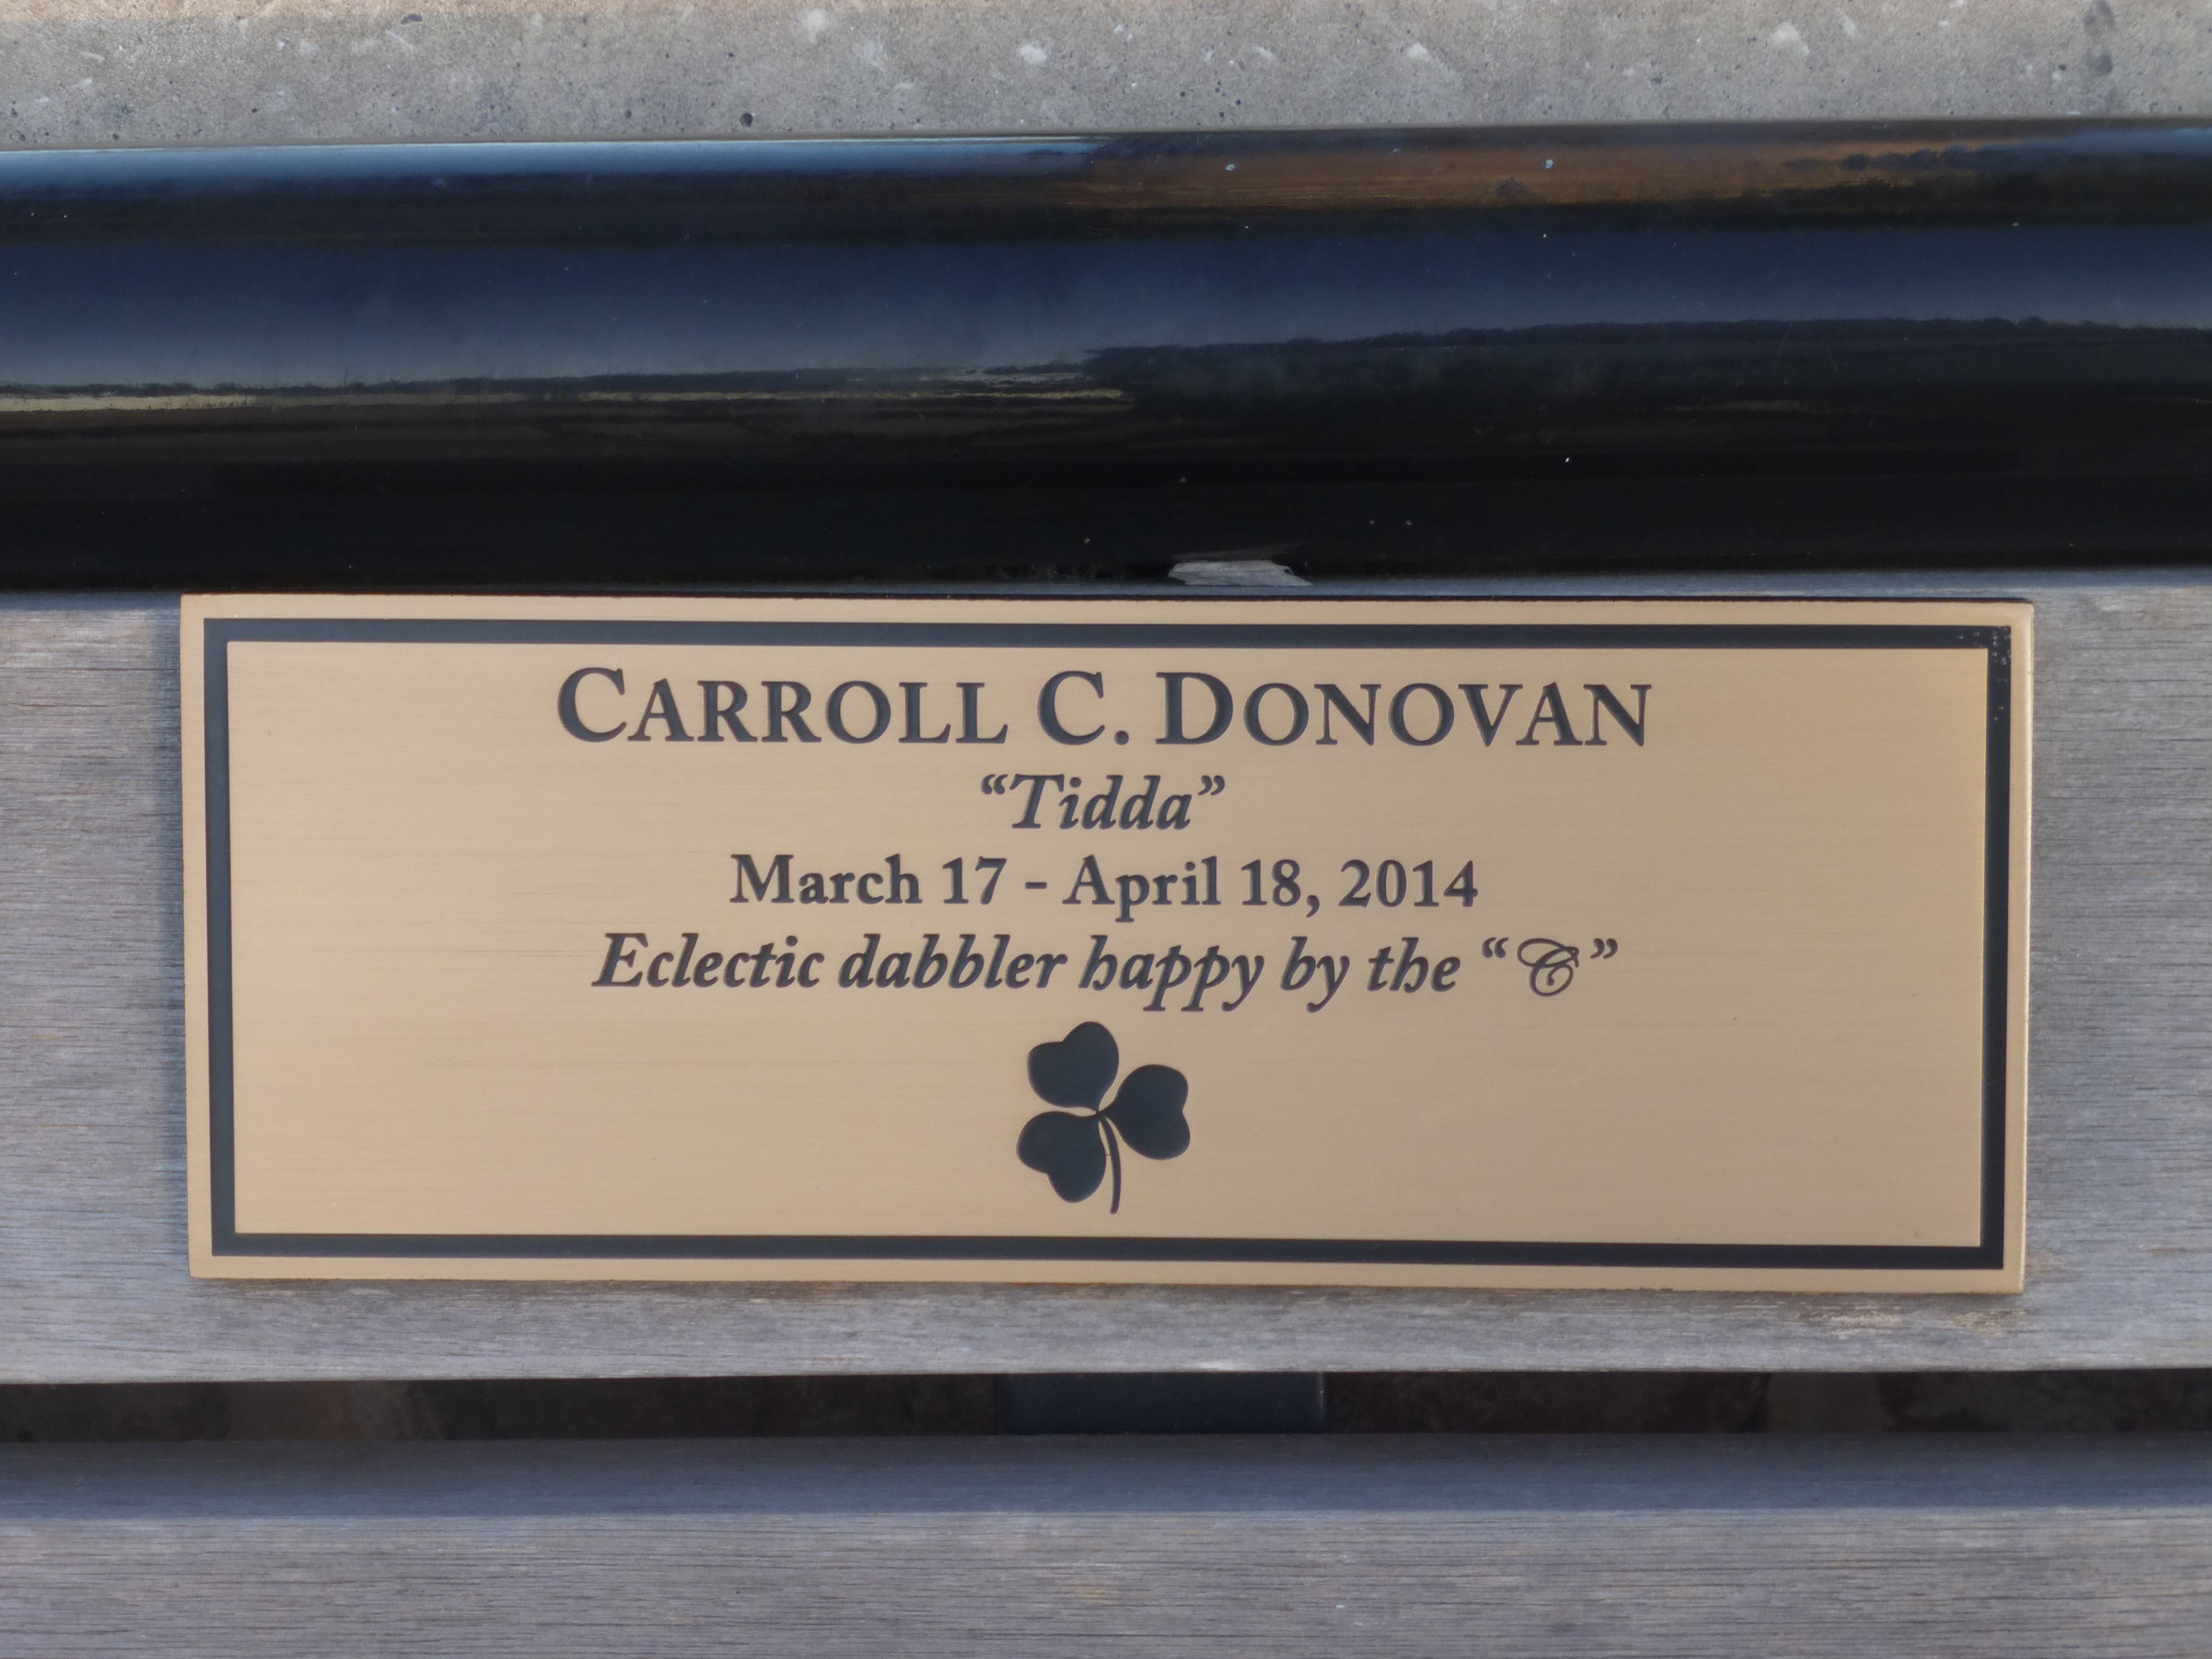 CARROLL C. DONOVAN
“Tidda”
March 17 - April 18, 2014
Eclectic dabbler happy by the “C”